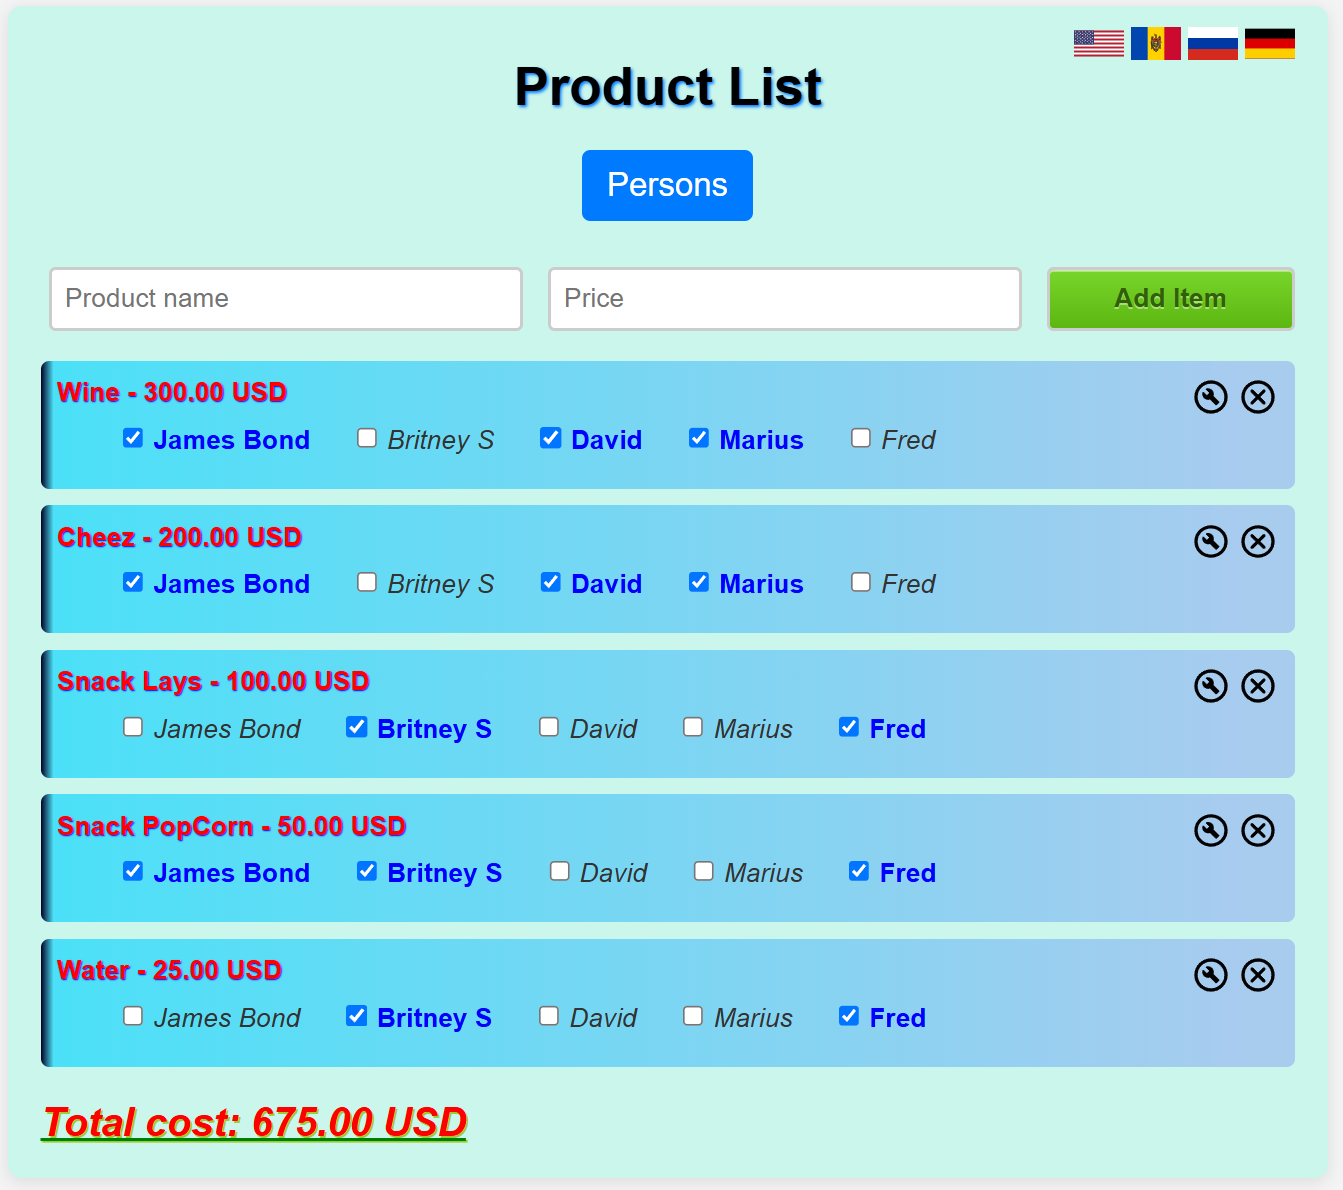 Product List
Persons
Product name Price Add Item
Wine - 300.00 USD
James Bond Britney S David Marius Fred
Cheez - 200.00 USD
James Bond Britney S David Marius Fred
Snack Lays - 100.00 USD
James Bond Britney S David Marius Fred
Snack PopCorn - 50.00 USD
James Bond Britney S David Marius Fred
Water - 25.00 USD
James Bond Britney S David Marius Fred
Total cost: 675.00 USD